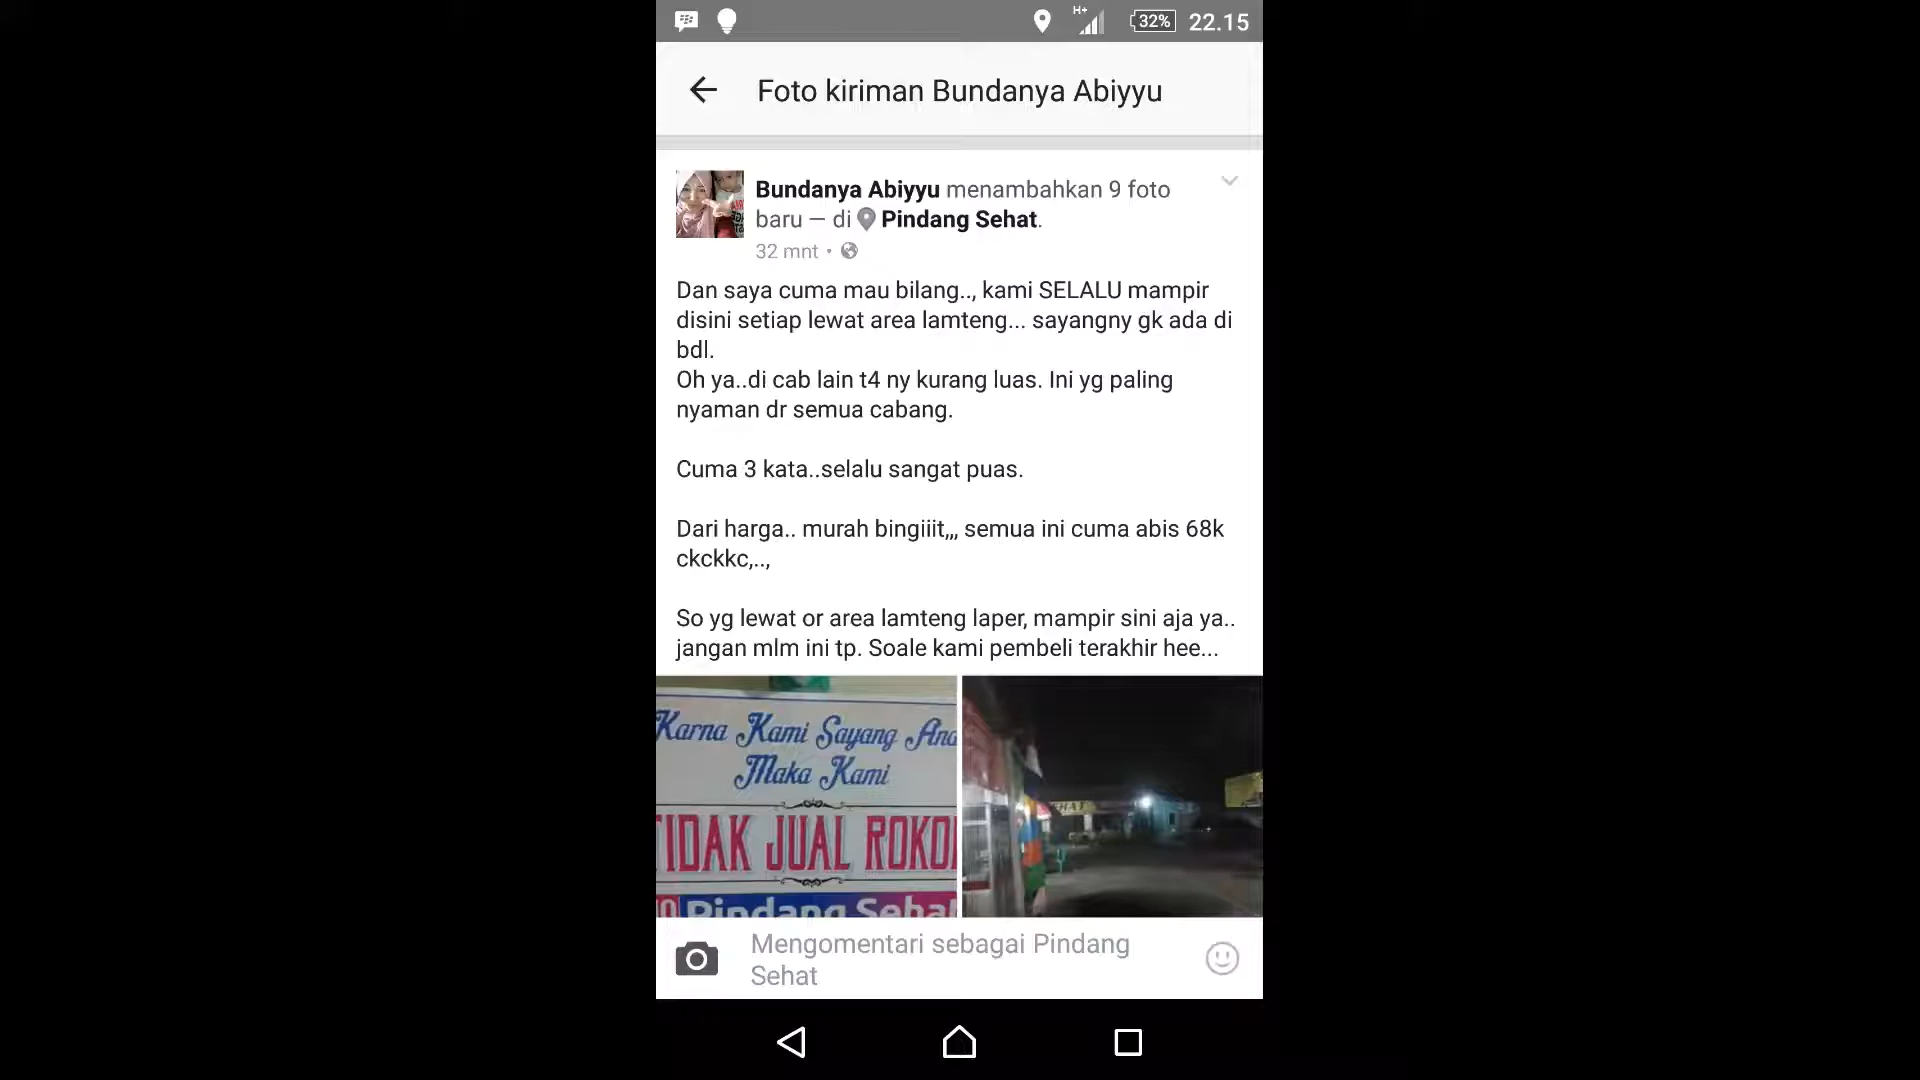 H+
32%
22.15
Foto kiriman Bundanya Abiyyu
Bundanya Abiyyu menambahkan 9 foto
baru — di Pindang Sehat.
32 mnt •
Dan saya cuma mau bilang.., kami SELALU mampir
disini setiap lewat area lamteng... sayangny gk ada di
bdl.
Oh ya..di cab lain t4 ny kurang luas. Ini yg paling
nyaman dr semua cabang.
Cuma 3 kata..selalu sangat puas.
Dari harga.. murah bingiiit,,, semua ini cuma abis 68k
ckckkc,..,
So yg lewat or area lamteng laper, mampir sini aja ya..
jangan mlm ini tp. Soale kami pembeli terakhir hee...
Karna Kami Sayang An
Maka Kami
TIDAK JUAL ROKO
Pindang Seha
Mengomentari sebagai Pindang
Sehat